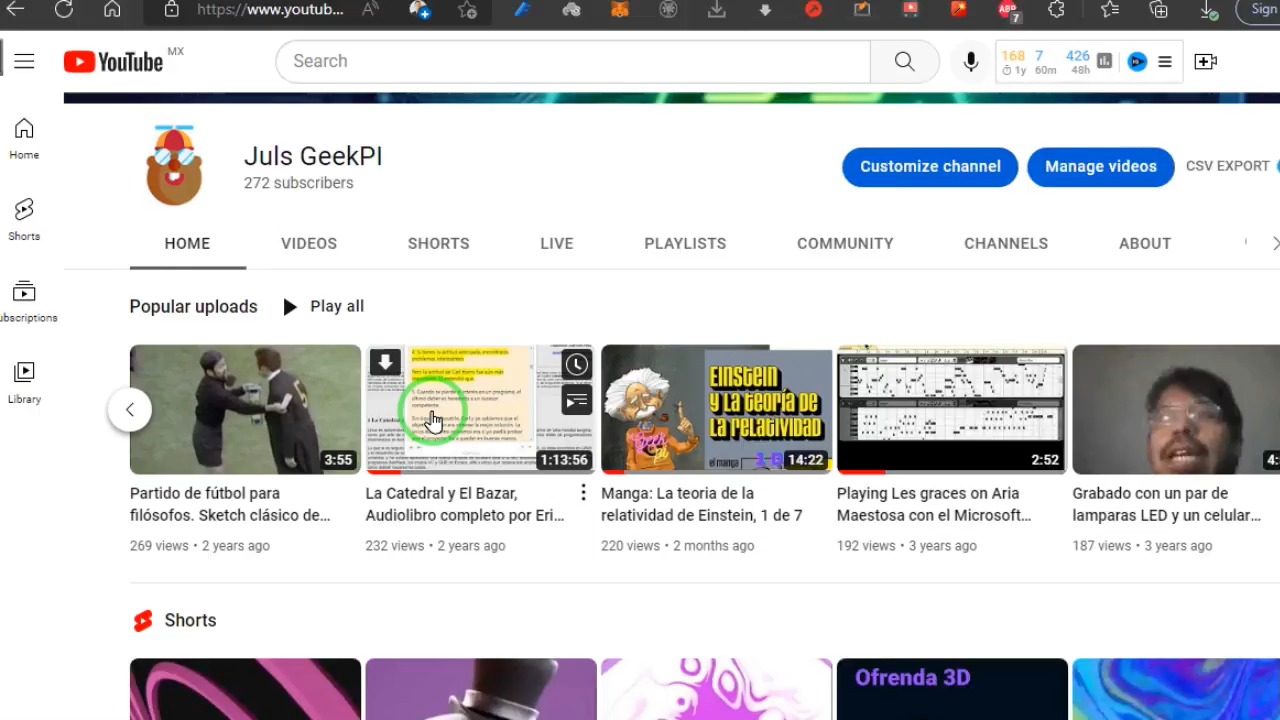 https://www.youtub...
7
Sign
YouTube MX
Search
168 7 426
1y 60m 48h
Juls GeekPI
272 subscribers
Customize channel
Manage videos
CSV EXPORT
Home
Shorts
ubscriptions
Library
HOME VIDEOS SHORTS LIVE PLAYLISTS COMMUNITY CHANNELS ABOUT
Popular uploads Play all
3:55
1:13:56
EINSTEIN
Y LA TEORÍA DE
LA RELATIVIDAD
el manga 1-D
14:22
2:52
4:
Partido de fútbol para
filósofos. Sketch clásico de...
269 views • 2 years ago
La Catedral y El Bazar,
Audiolibro completo por Eri...
232 views • 2 years ago
Manga: La teoria de la
relatividad de Einstein, 1 de 7
220 views • 2 months ago
Playing Les graces on Aria
Maestosa con el Microsoft...
192 views • 3 years ago
Grabado con un par de
lamparas LED y un celular...
187 views • 3 years ago
Shorts
Ofrenda 3D